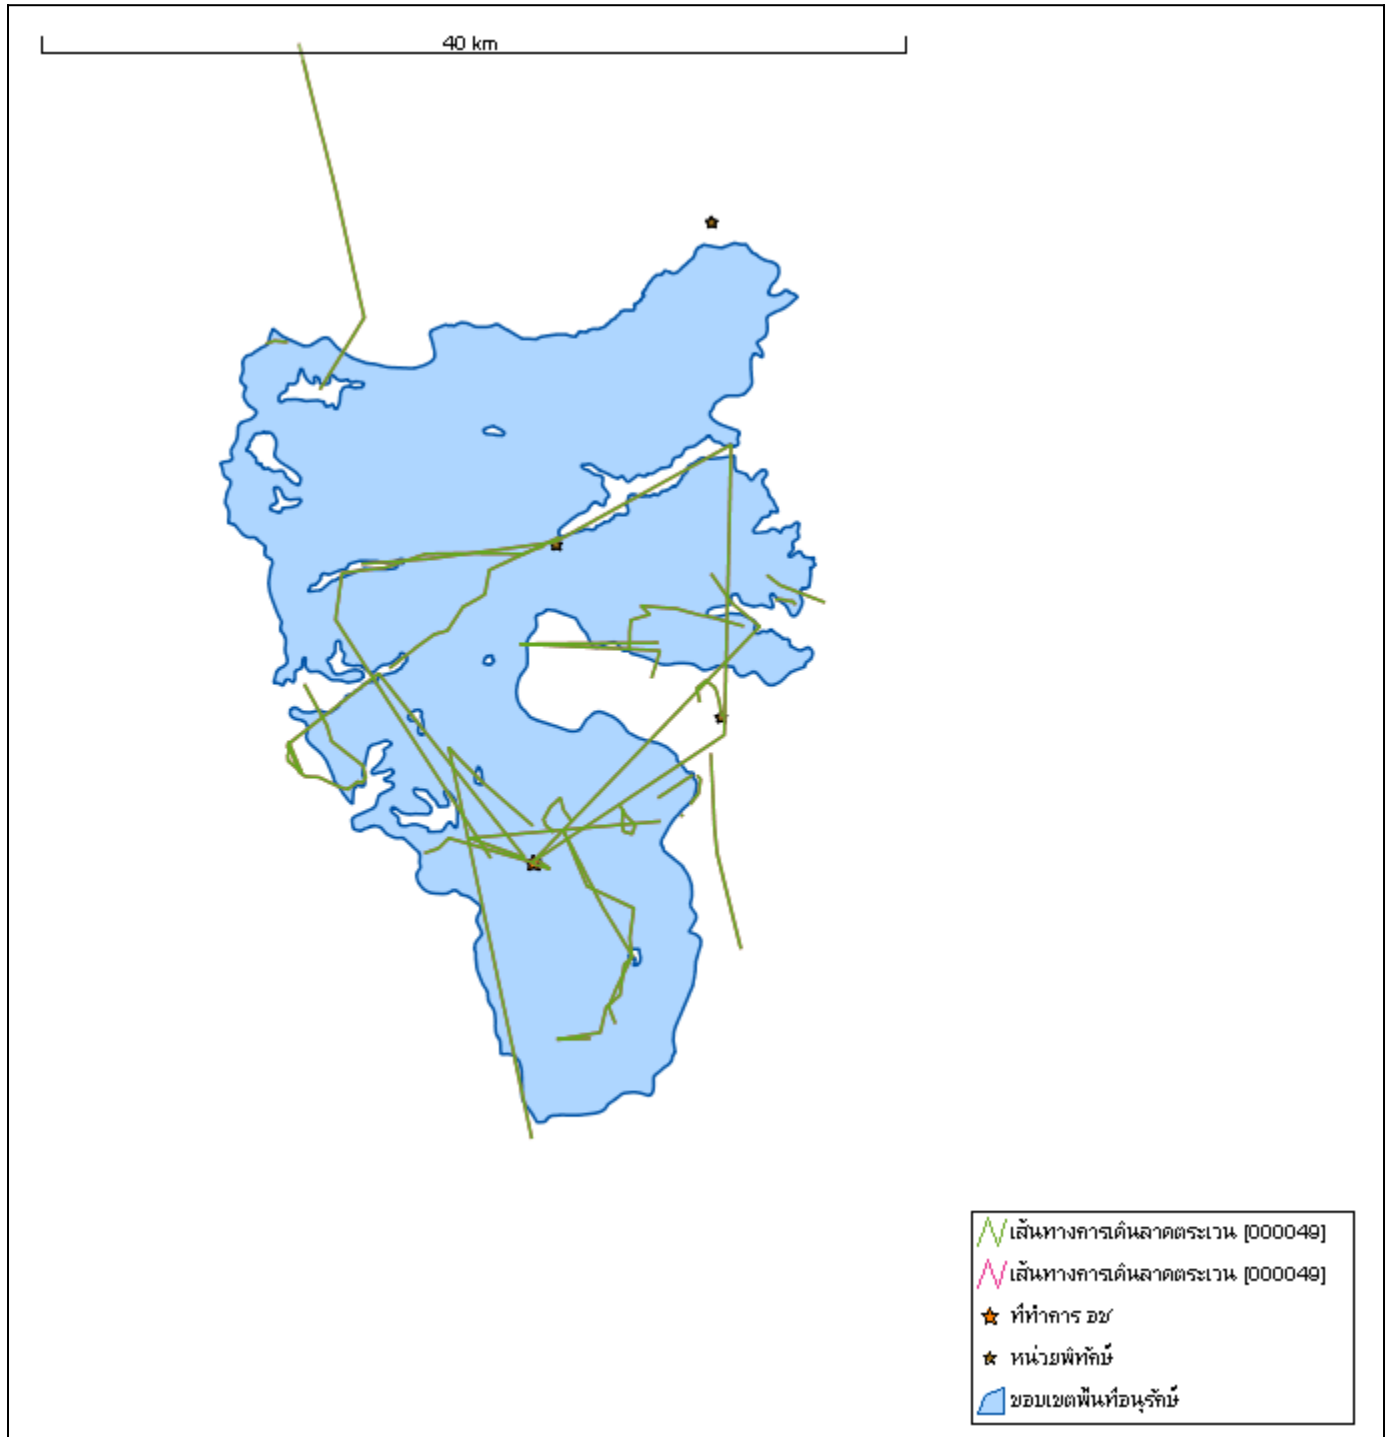 40 km
เส้นทางการเดินลาดตระเวน [000049]
เส้นทางการเดินลาดตระเวน [000049]
ที่ทำการ อช
หน่วยพิทักษ์
ขอบเขตพื้นที่อนุรักษ์